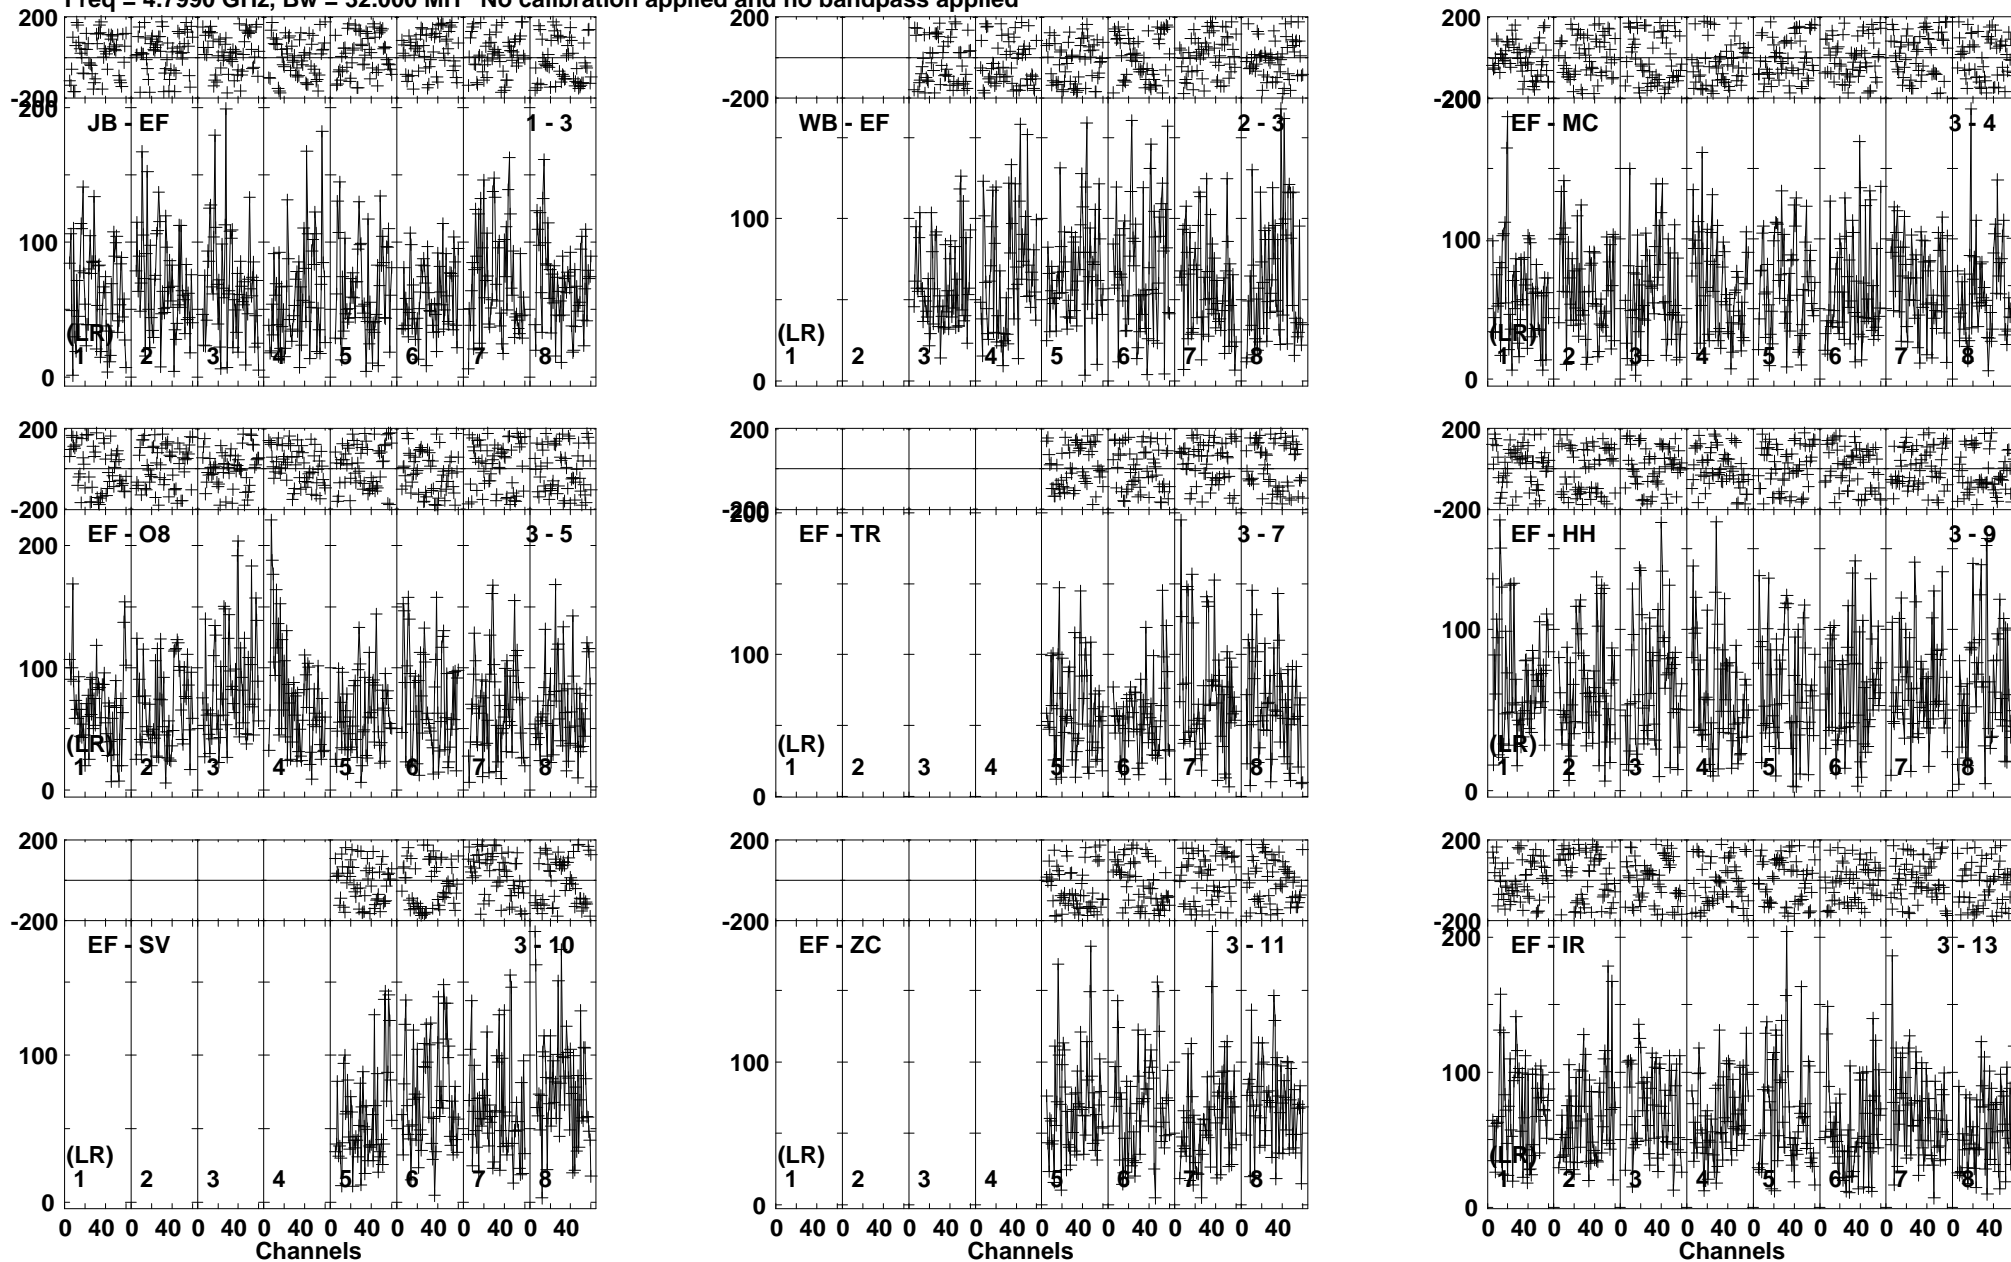 Freq = 4.7990 GHz, Bw = 32.000 MH No calibration applied and no bandpass applied
200 200 200
-200 -200 -200
200
JB - EF 1 - 3 WB - EF 2 - 3 EF - MC 3 - 4
100 100 100
(LR) (LR) (LR)
1 2 3 4 5 6 7 8 1 2 3 4 5 6 7 8 1 2 3 4 5 6 7 8
0 0 0
200 200 200
-200 -200 -200
200
EF - O8 3 - 5 EF - TR 3 - 7 EF - HH 3 - 9
200
100 100 100
(LR) (LR) (LR)
1 2 3 4 5 6 7 8 1 2 3 4 5 6 7 8 1 2 3 4 5 6 7 8
0 0 0
200 200 200
-200 -200 -200
200
EF - SV 3 - 10 EF - ZC 3 - 11 EF - IR 3 - 13
100 100 100
(LR) (LR) (LR)
1 2 3 4 5 6 7 8 1 2 3 4 5 6 7 8 1 2 3 4 5 6 7 8
0 0 0
0 40 0 40 0 40 0 40 0 40 0 40 0 40 0 40 0 40 0 40 0 40 0 40 0 40 0 40 0 40 0 40 0 40 0 40 0 40 0 40 0 40 0 40 0 40 0 40
Channels Channels Channels